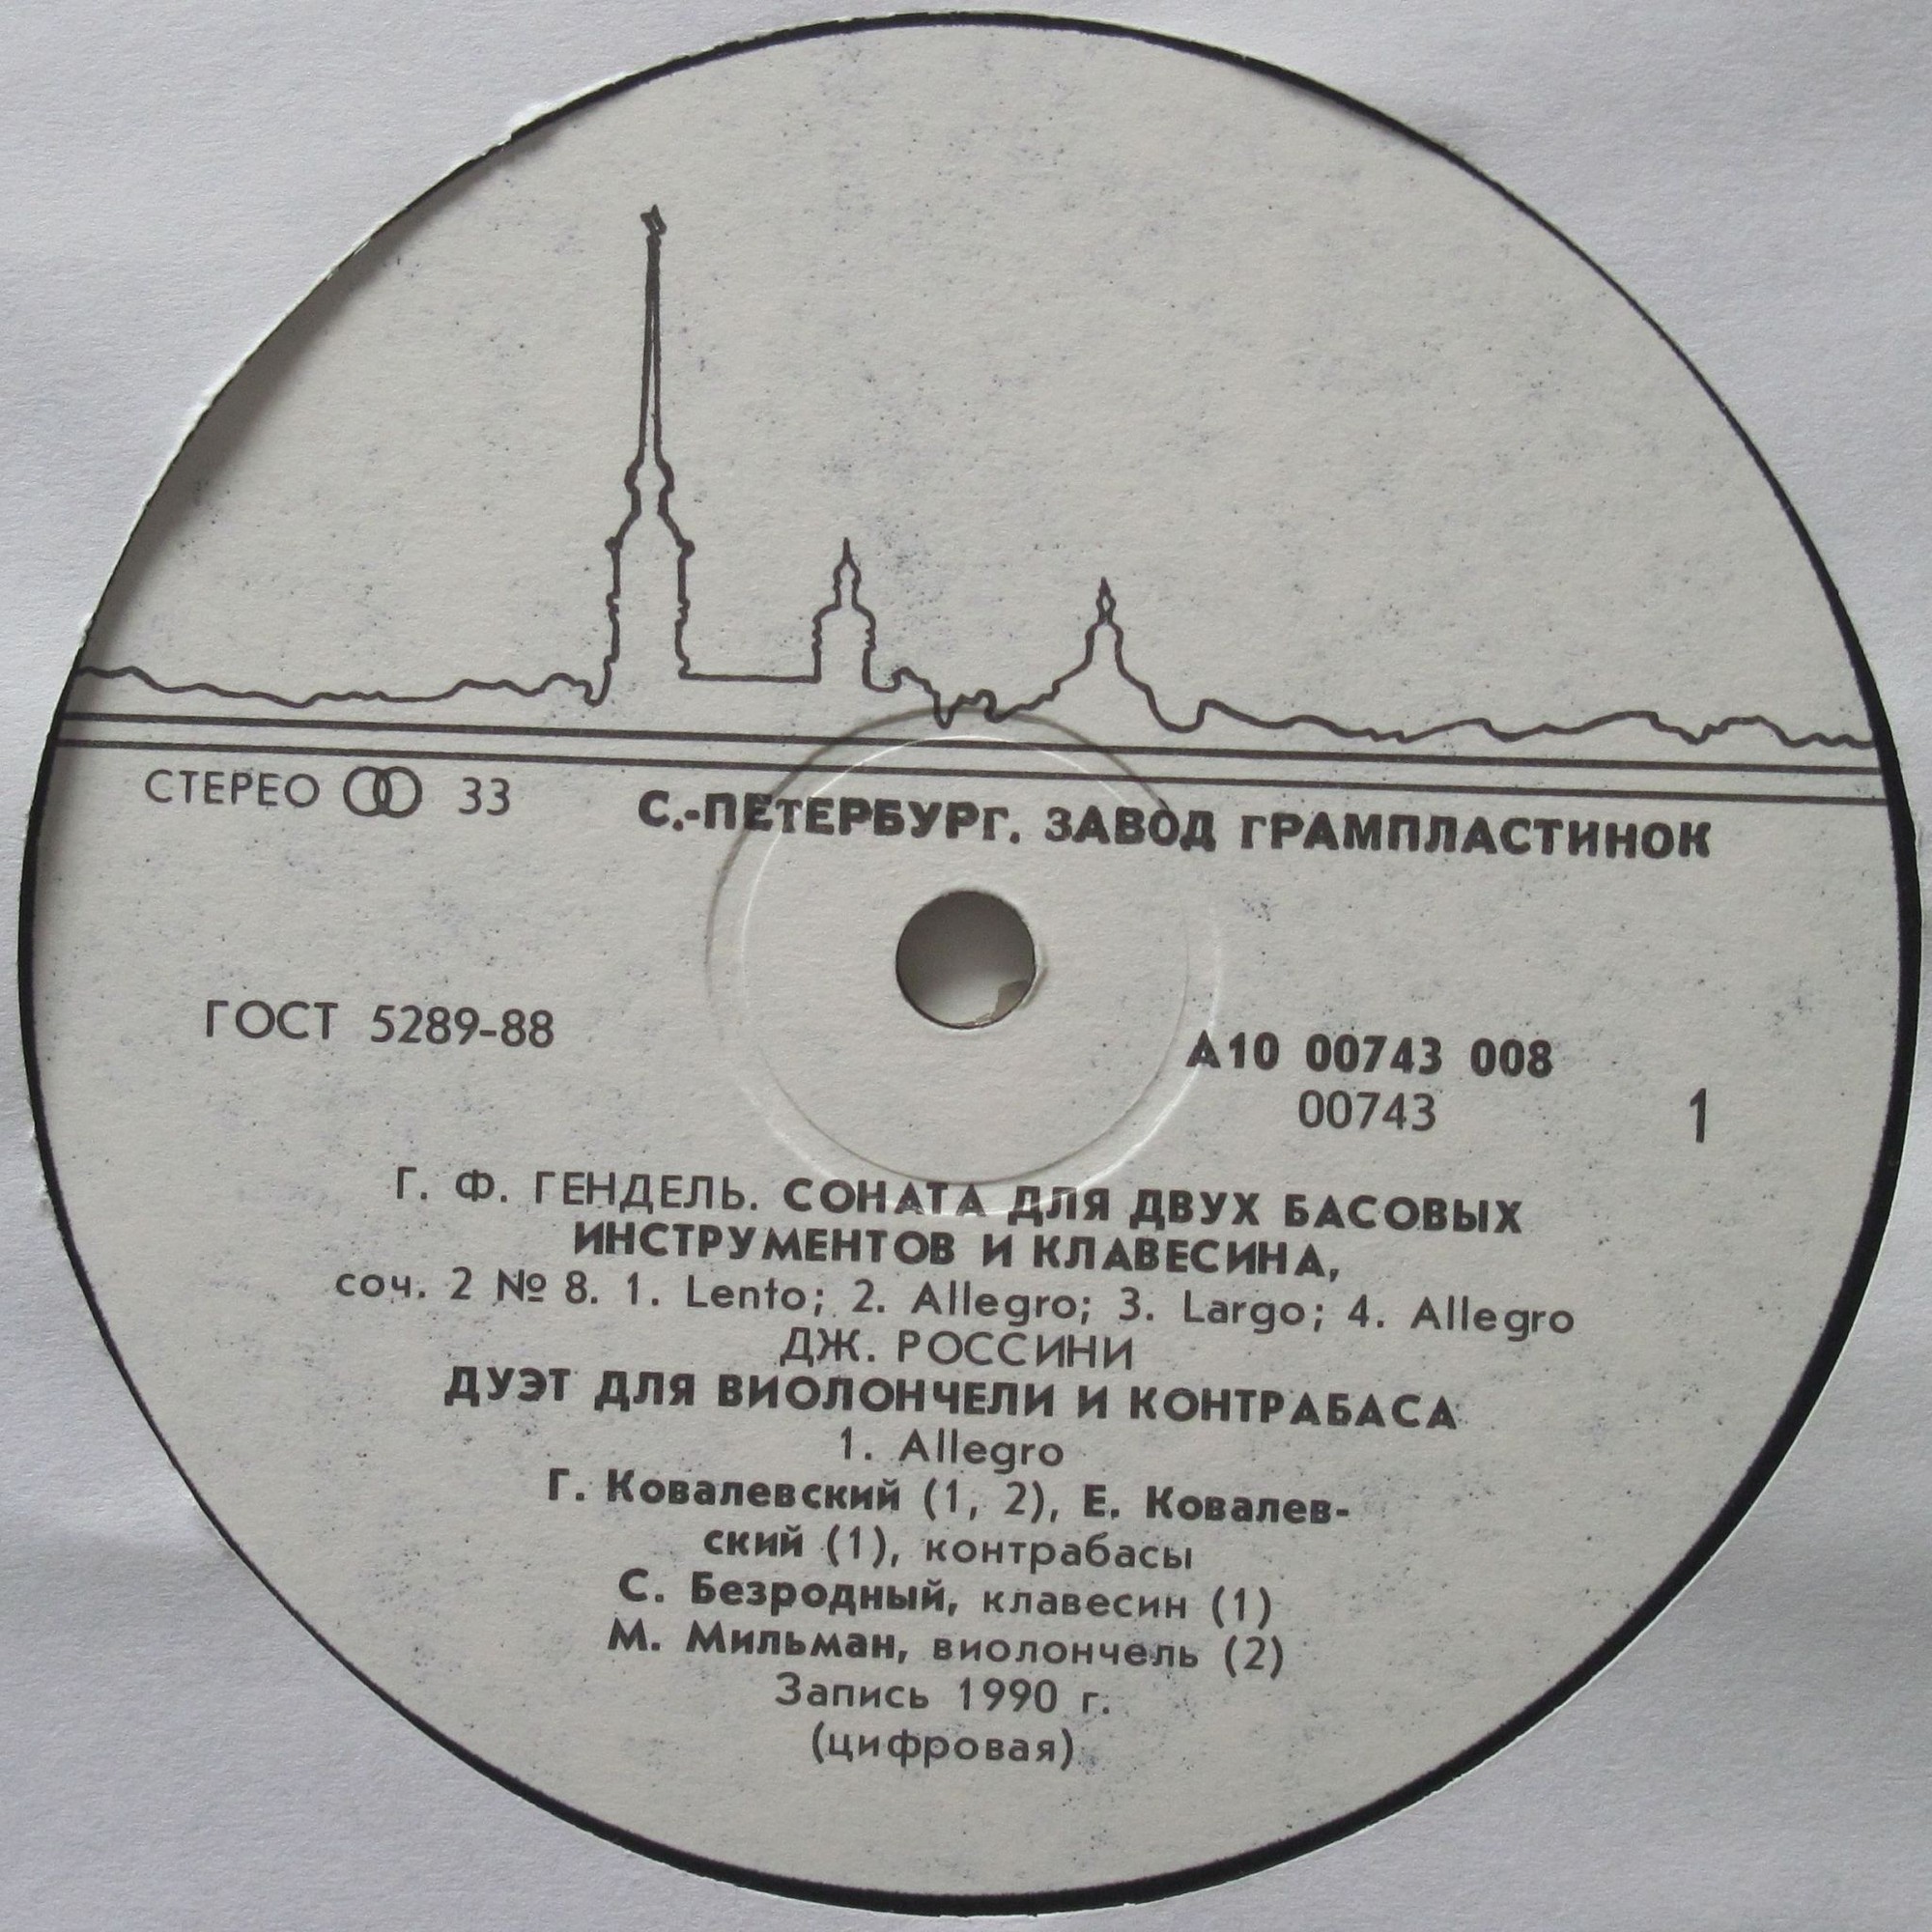 СТЕРЕО 33
С.-ПЕТЕРБУРГ. ЗАВОД ГРАМПЛАСТИНОК
ГОСТ 5289-88
А10 00743 008
00743
1
Г. Ф. ГЕНДЕЛЬ. СОНАТА ДЛЯ ДВУХ БАСОВЫХ
ИНСТРУМЕНТОВ И КЛАВЕСИНА,
соч. 2 № 8. 1. Lento; 2. Allegro; 3. Largo; 4. Allegro
ДЖ. РОССИНИ
ДУЭТ ДЛЯ ВИОЛОНЧЕЛИ И КОНТРАБАСА
1. Allegro
Г. Ковалевский (1, 2), Е. Ковалев-
ский (1), контрабасы
С. Безродный, клавесин (1)
М. Мильман, виолончель (2)
Запись 1990 г.
(цифровая)